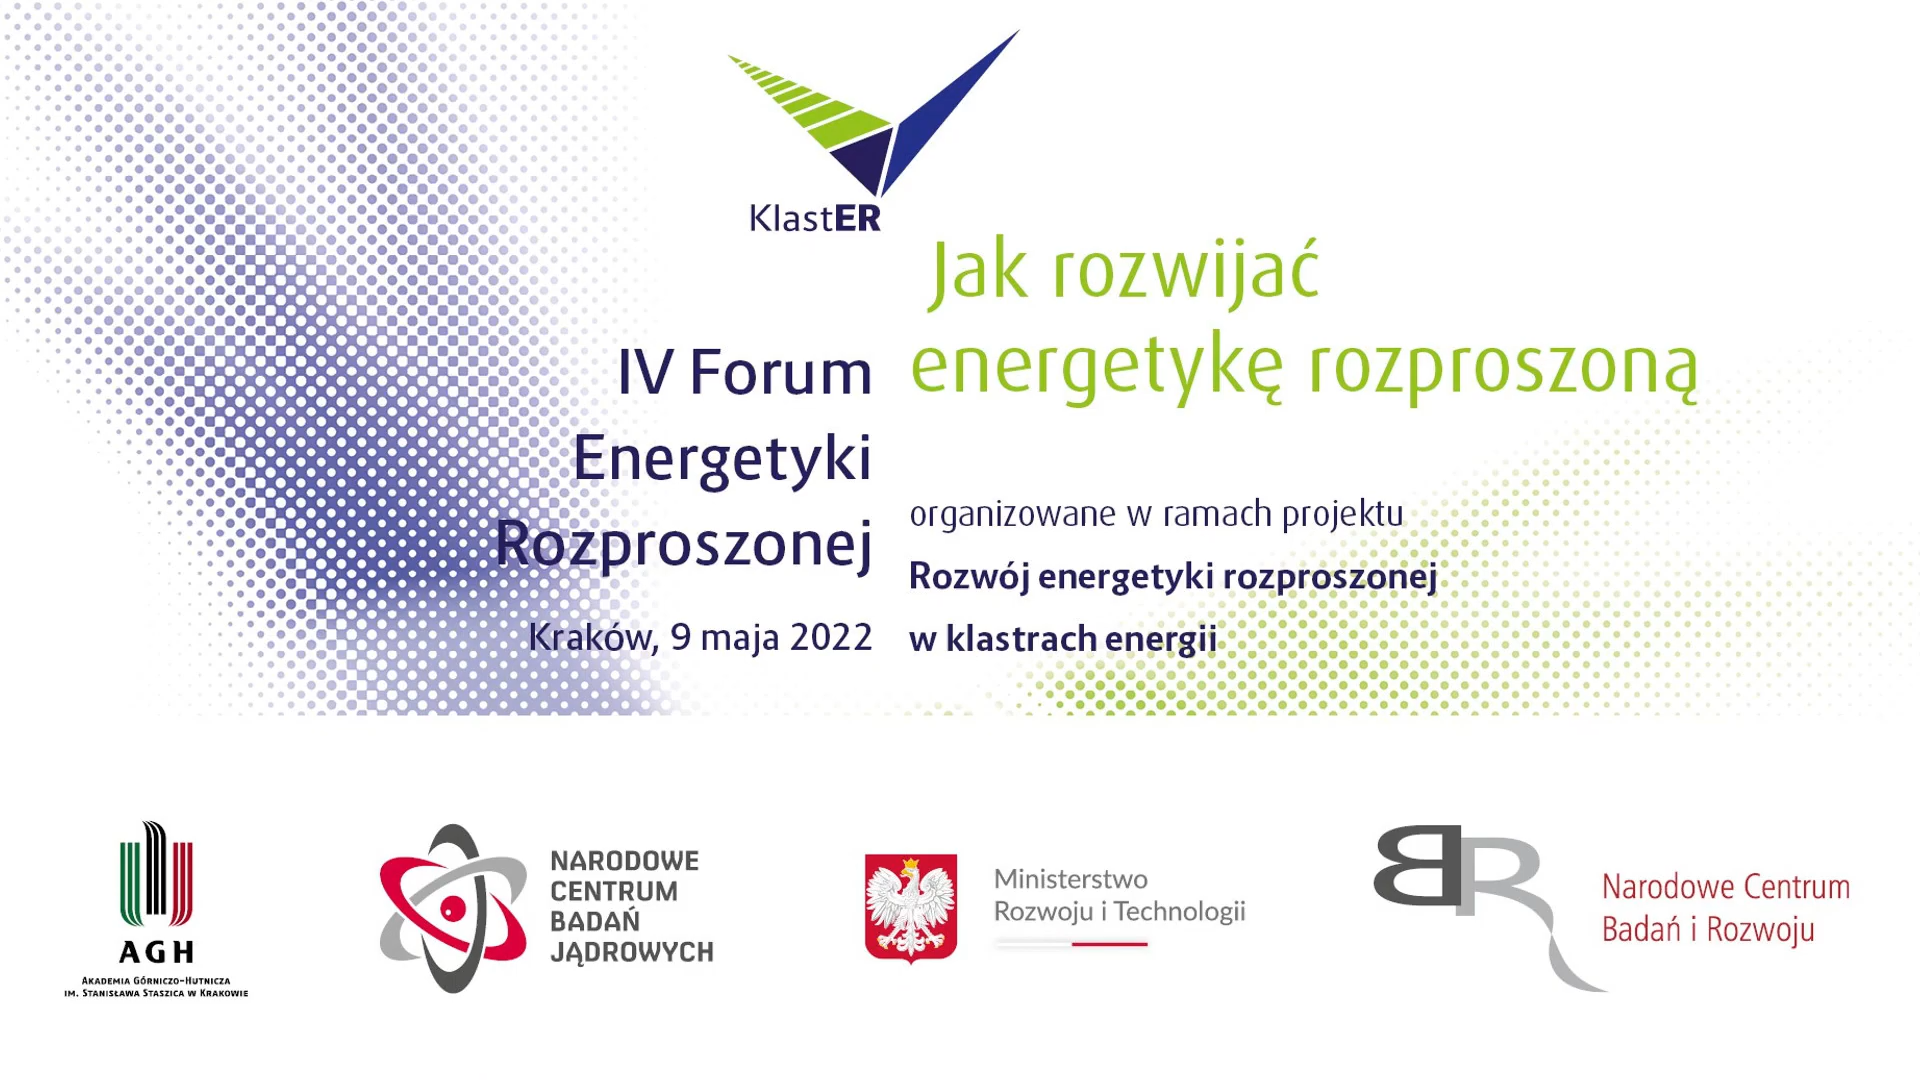 KlastER
Jak rozwijać
energetykę rozproszoną
IV Forum
Energetyki
Rozproszonej
Kraków, 9 maja 2022
organizowane w ramach projektu
Rozwój energetyki rozproszonej
w klastrach energii
AGH
AKADEMIA GÓRNICZO-HUTNICZA
IM. STANISŁAWA STASZICA W KRAKOWIE
NARODOWE
CENTRUM
BADAŃ
JĄDROWYCH
Ministerstwo
Rozwoju i Technologii
BR
Narodowe Centrum
Badań i Rozwoju